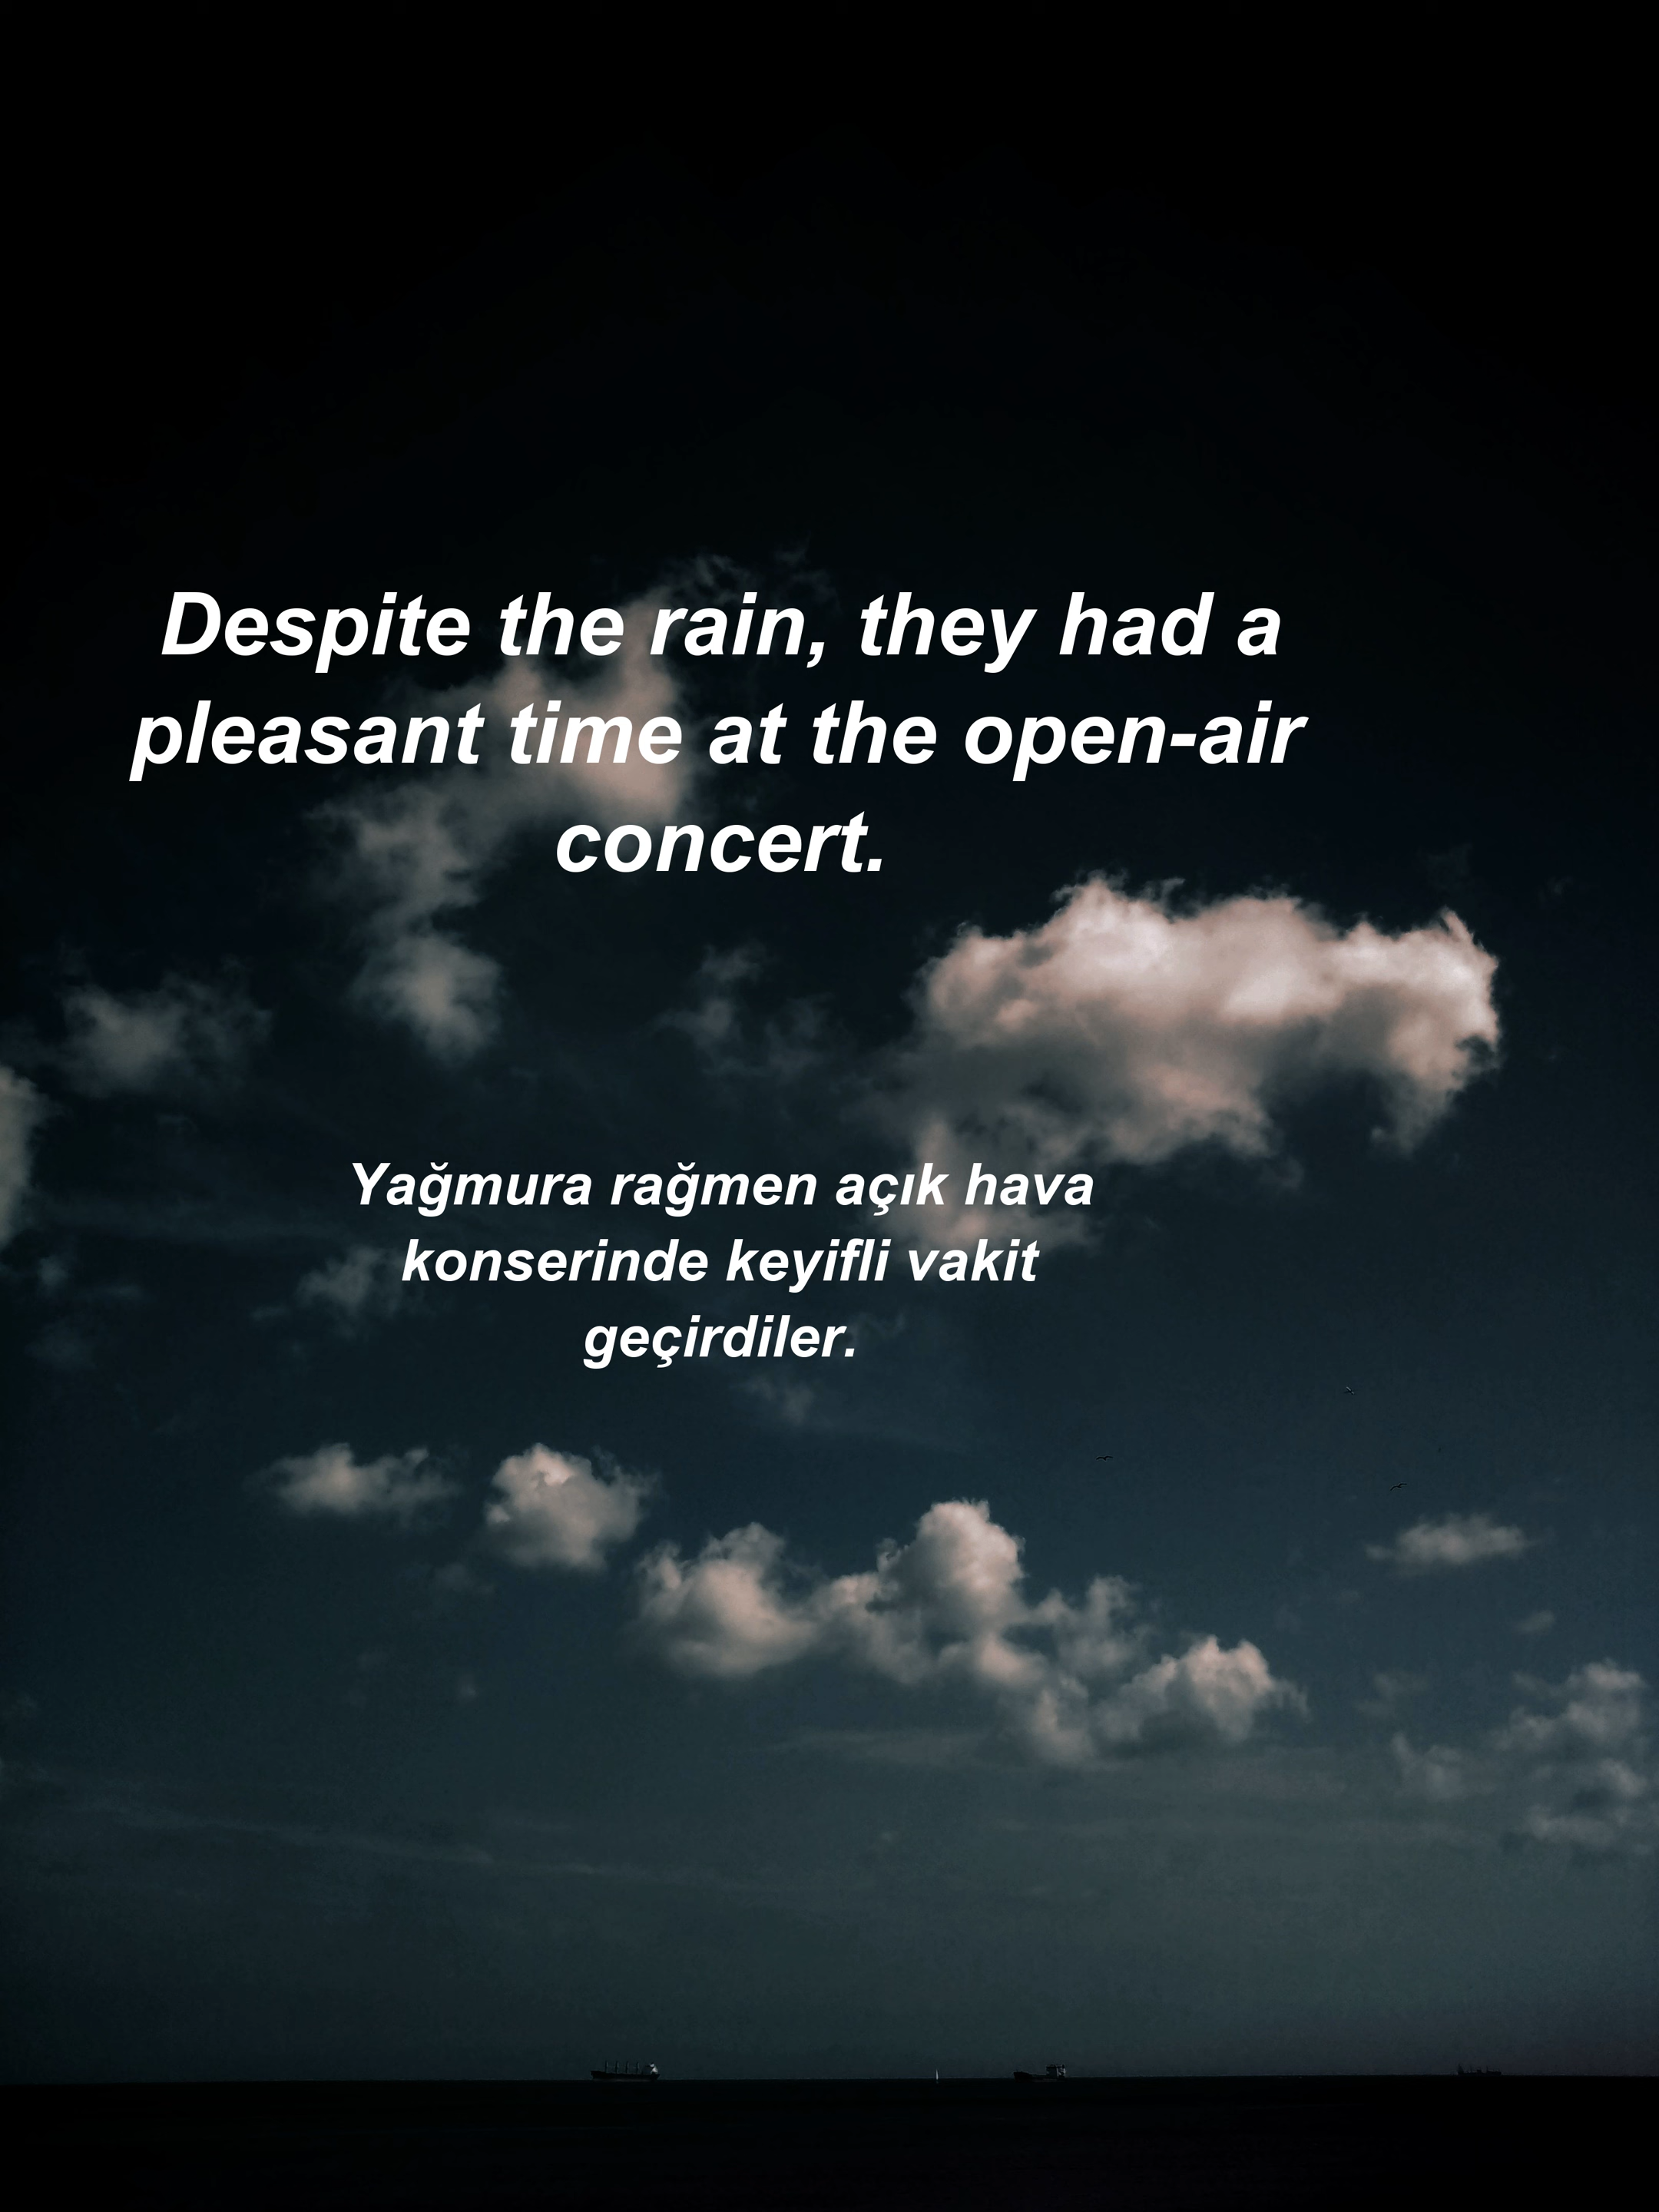 Despite the rain, they had a
pleasant time at the open-air
concert.
Yağmura rağmen açık hava
konserinde keyifli vakit
geçirdiler.